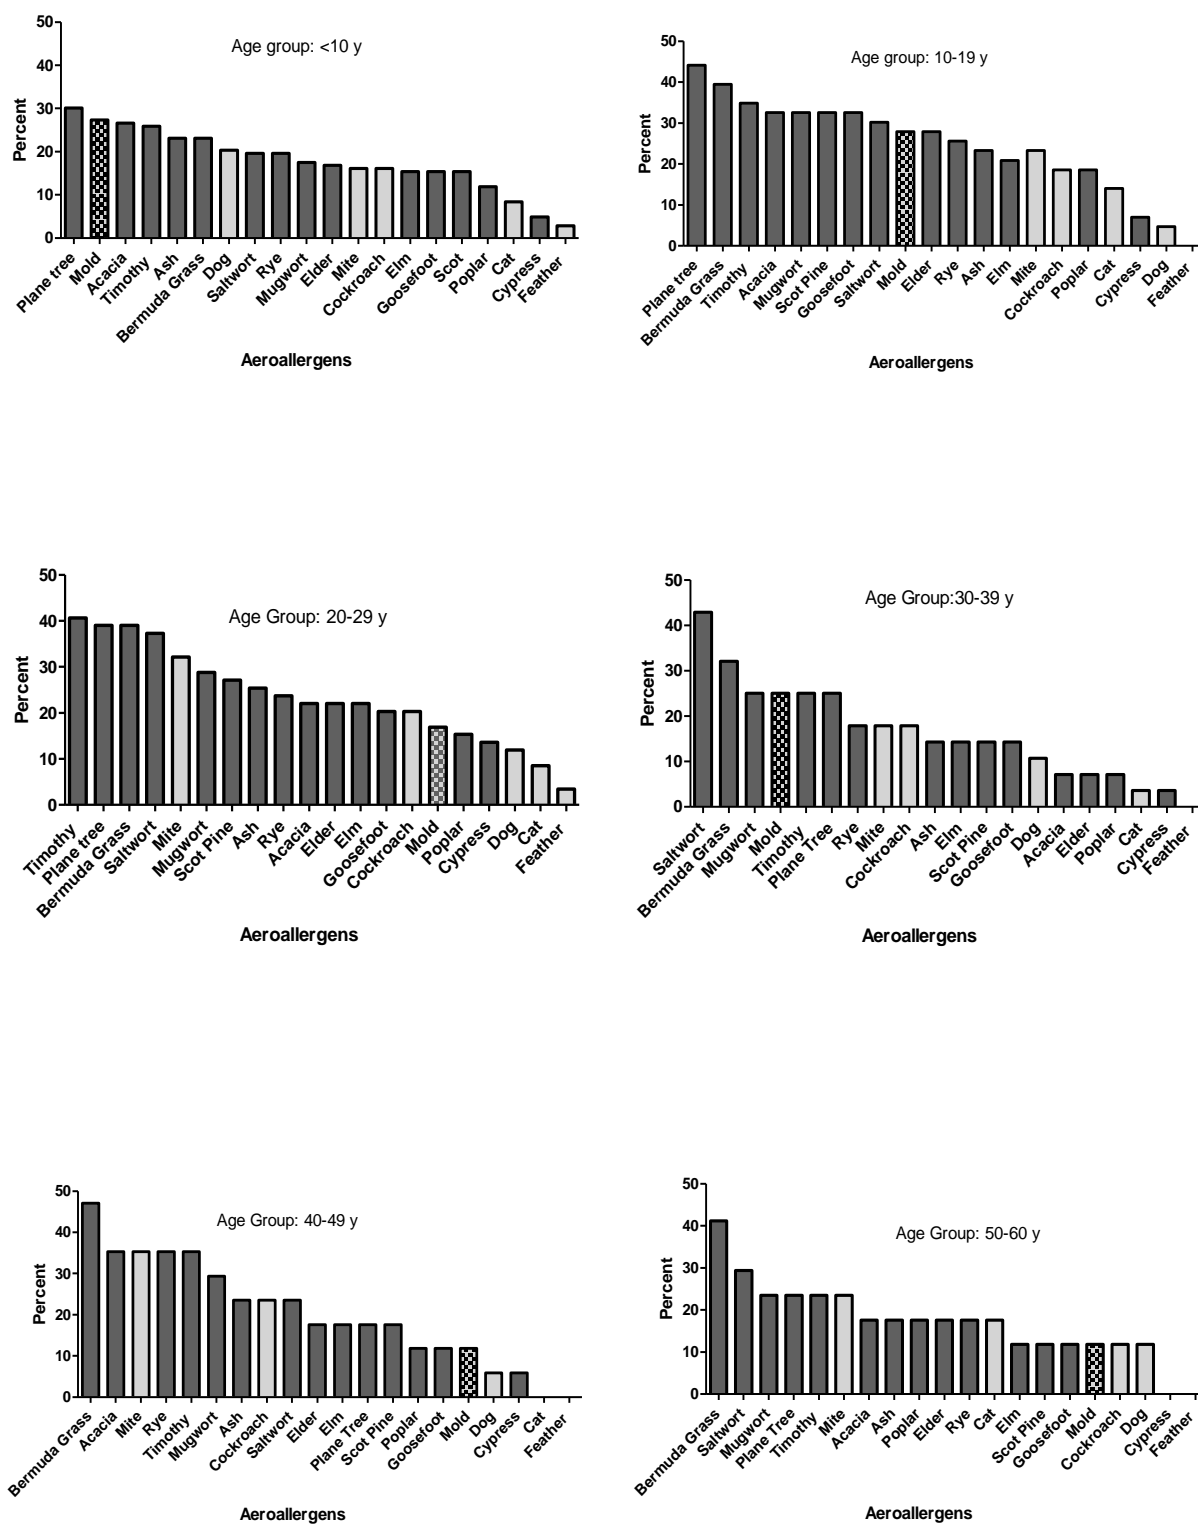 Age group: <10 y
Percent
50
40
30
20
10
0
Plane tree
Mold
Acacia
Timothy
Ash
Bermuda Grass
Dog
Saltwort
Rye
Mugwort
Elder
Mite
Cockroach
Elm
Goosefoot
Scot
Poplar
Cat
Cypress
Feather
Aeroallergens
Age group: 10-19 y
Percent
50
40
30
20
10
0
Plane tree
Bermuda Grass
Timothy
Acacia
Mugwort
Scot Pine
Goosefoot
Saltwort
Mold
Elder
Rye
Ash
Elm
Mite
Cockroach
Poplar
Cat
Cypress
Dog
Feather
Aeroallergens
Age Group: 20-29 y
Percent
50
40
30
20
10
0
Timothy
Plane tree
Bermuda Grass
Saltwort
Mite
Mugwort
Scot Pine
Ash
Rye
Acacia
Elder
Elm
Goosefoot
Cockroach
Mold
Poplar
Cypress
Dog
Cat
Feather
Aeroallergens
Age Group:30-39 y
Percent
50
40
30
20
10
0
Saltwort
Bermuda Grass
Mugwort
Mold
Timothy
Plane Tree
Rye
Mite
Cockroach
Ash
Elm
Scot Pine
Goosefoot
Dog
Acacia
Elder
Poplar
Cat
Cypress
Feather
Aeroallergens
Age Group: 40-49 y
Percent
50
40
30
20
10
0
Bermuda Grass
Acacia
Mite
Rye
Timothy
Mugwort
Ash
Cockroach
Saltwort
Elder
Elm
Plane Tree
Scot Pine
Poplar
Goosefoot
Mold
Dog
Cypress
Cat
Feather
Aeroallergens
Age Group: 50-60 y
Percent
50
40
30
20
10
0
Bermuda Grass
Saltwort
Mugwort
Plane Tree
Timothy
Mite
Acacia
Ash
Poplar
Elder
Rye
Cat
Elm
Scot Pine
Goosefoot
Mold
Cockroach
Dog
Cypress
Feather
Aeroallergens